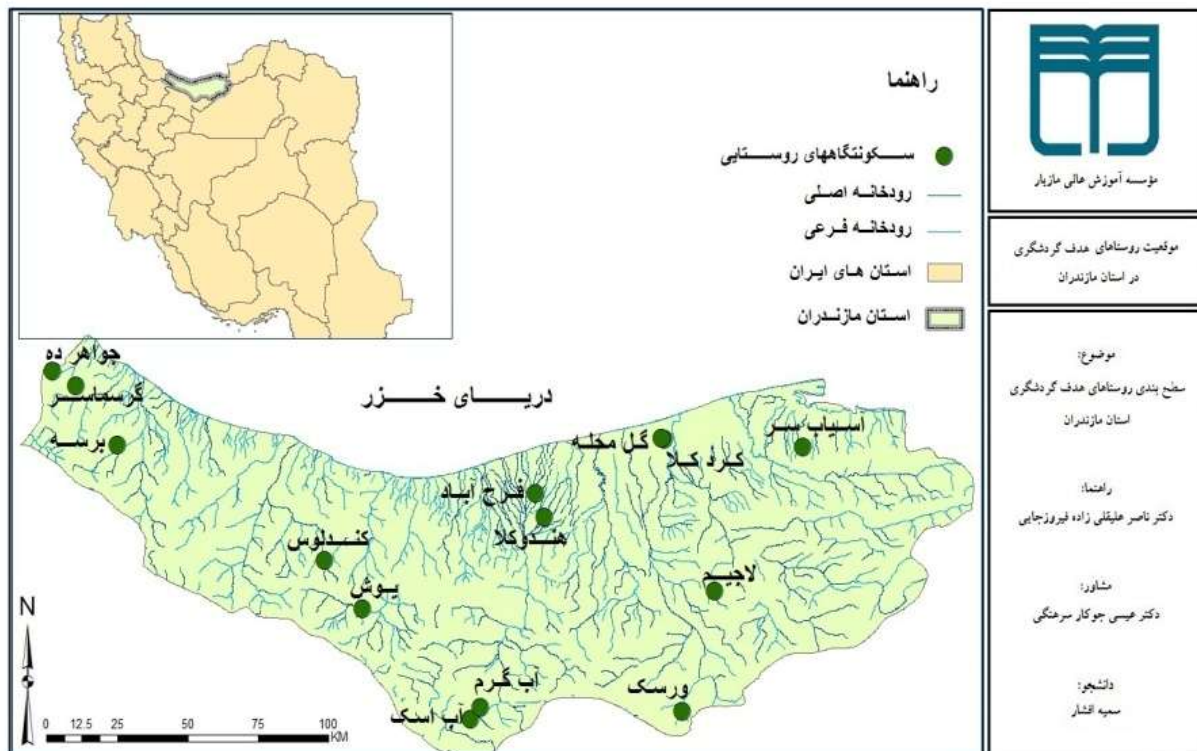 راهنما
سکونتگاههای روستایی
رودخانه اصلی
رودخانه فرعی
استان های ایران
استان مازندران
مؤسسه آموزش عالی مازیار
موقعیت روستاهای هدف گردشگری
در استان مازندران
موضوع:
سطح بندی روستاهای هدف گردشگری
استان مازندران
راهنما:
دکتر ناصر علیقلی زاده فیروزجایی
مشاور:
دکتر عیسی جوکار سرهنگی
دانشجو:
سمیه افشار
دریای خزر
جواهر ده
گرسماسر
برسه
گل محله
کرد کلا
اسیاب سر
فرح آباد
هندوکلا
کندلوس
یوش
لاجیم
آب گرم
آب اسک
ورسک
N
0 12.5 25 50 75 100
KM